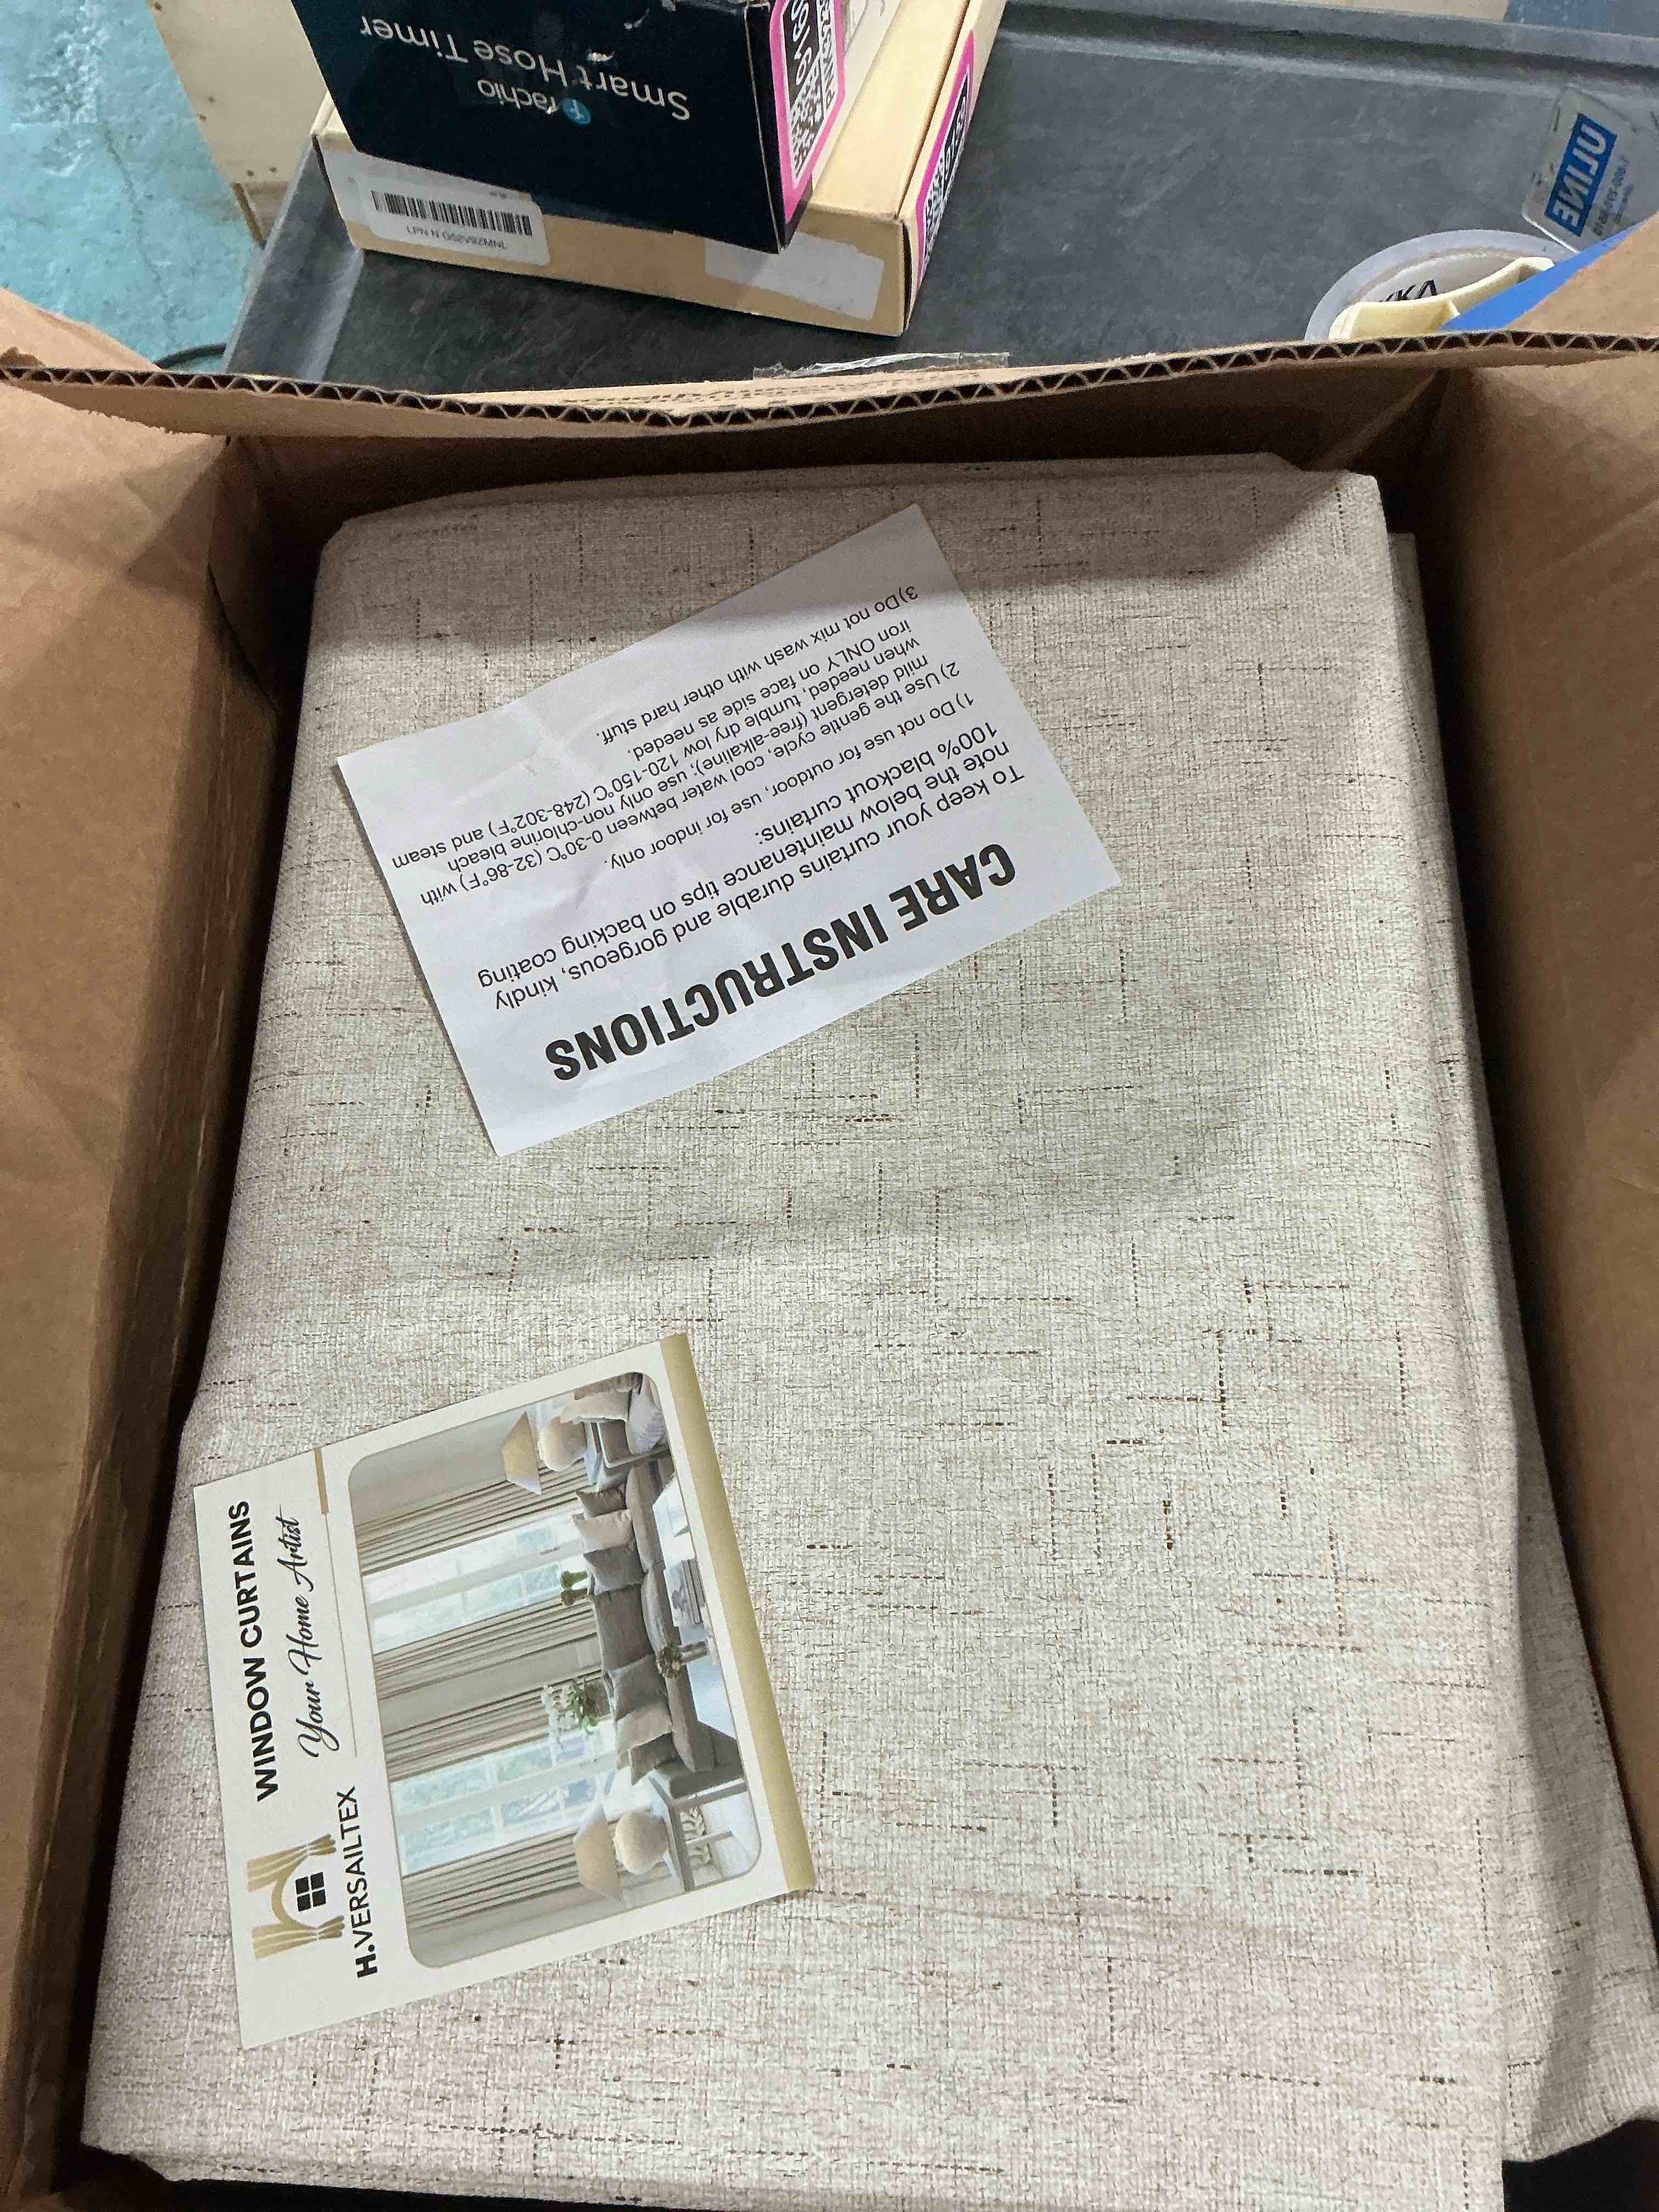 rachio
Smart Hose Timer
LPN N G52V9ZMNL
ULINE
CARE INSTRUCTIONS
To keep your curtains durable and gorgeous, kindly
note the below maintenance tips on backing coating
100% blackout curtains:
1) Do not use for outdoor, use for indoor only.
2) Use the gentle cycle, cool water between 0-30°C (32-86°F) with
mild detergent (free-alkaline); use only non-chlorine bleach
when needed, tumble dry low, 120-150°C (248-302°F) and steam
iron ONLY on face side as needed.
3)Do not mix wash with other hard stuff.
H.VERSAILTEX
WINDOW CURTAINS
Your Home Artist